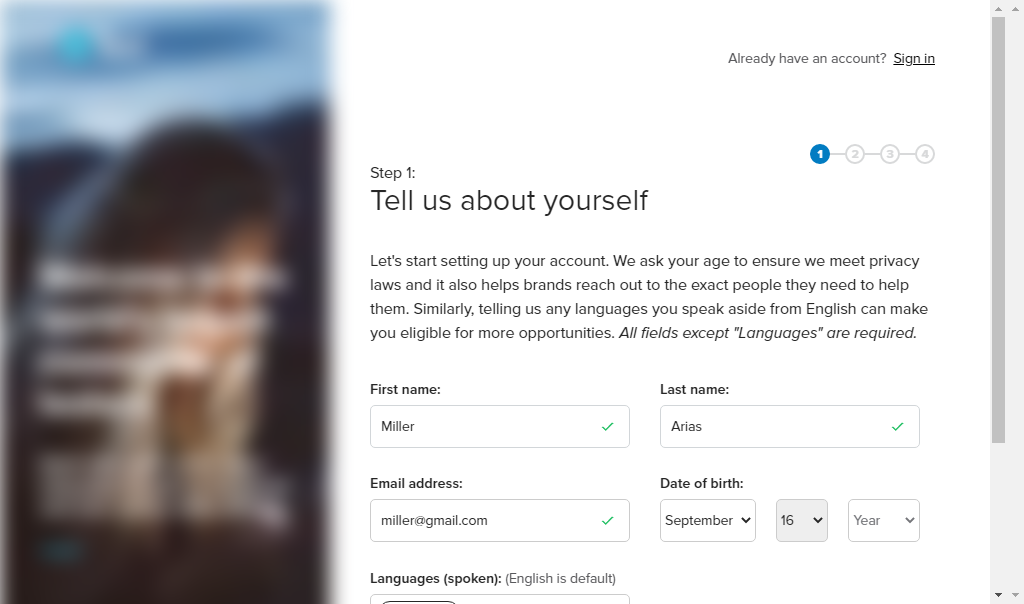 Already have an account? Sign in
1 2 3 4
Step 1:
Tell us about yourself
Let's start setting up your account. We ask your age to ensure we meet privacy
laws and it also helps brands reach out to the exact people they need to help
them. Similarly, telling us any languages you speak aside from English can make
you eligible for more opportunities. All fields except "Languages" are required.
First name: Last name:
Miller Arias
Email address: Date of birth:
miller@gmail.com September 16 Year
Languages (spoken): (English is default)